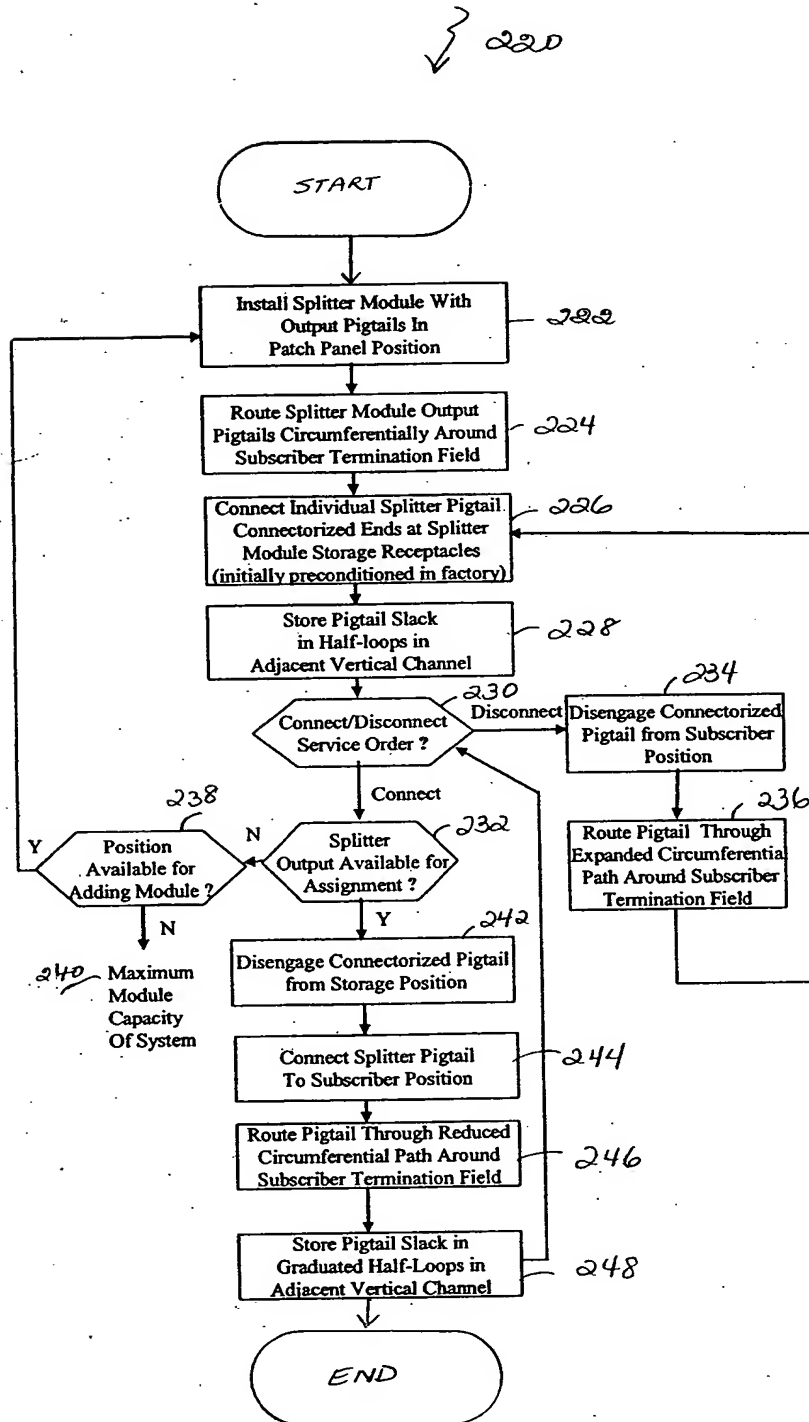 220
START
Install Splitter Module With
Output Pigtails In
Patch Panel Position
222
Route Splitter Module Output
Pigtails Circumferentially Around
Subscriber Termination Field
224
Connect Individual Splitter Pigtail
Connectorized Ends at Splitter
Module Storage Receptacles
(initially preconditioned in factory)
226
Store Pigtail Slack
in Half-loops in
Adjacent Vertical Channel
228
Connect/Disconnect
Service Order ?
230
Disconnect
Disengage Connectorized
Pigtail from Subscriber
Position
234
Route Pigtail Through
Expanded Circumferentia
Path Around Subscriber
Termination Field
236
Connect
Splitter
Output Available for
Assignment ?
232
N
Position
Available for
Adding Module ?
238
Y
N
240
Maximum
Module
Capacity
Of System
Y
Disengage Connectorized Pigtail
from Storage Position
242
Connect Splitter Pigtail
To Subscriber Position
244
Route Pigtail Through Reduced
Circumferential Path Around
Subscriber Termination Field
246
Store Pigtail Slack in
Graduated Half-Loops in
Adjacent Vertical Channel
248
END